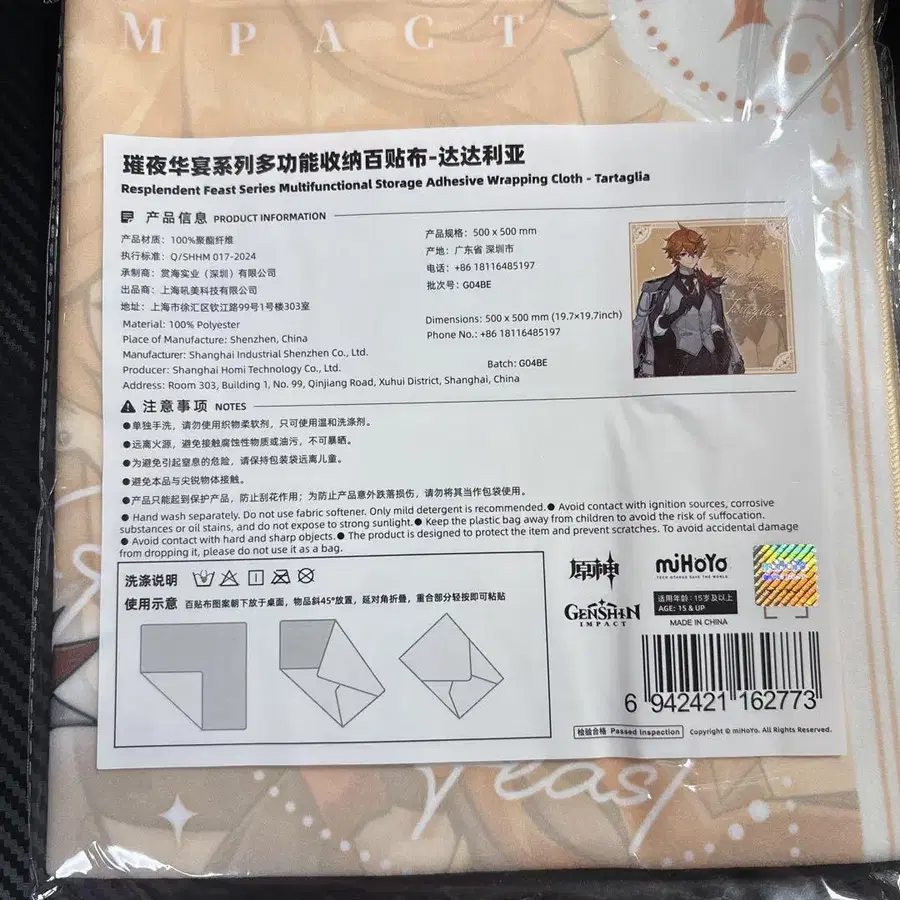 MPACT
璀夜华宴系列多功能收纳百贴布-达达利亚
Resplendent Feast Series Multifunctional Storage Adhesive Wrapping Cloth - Tartaglia
产品信息 PRODUCT INFORMATION
产品材质：100%聚酯纤维
执行标准：Q/SHHM 017-2024
承制商：赏海实业（深圳）有限公司
出品商：上海吼美科技有限公司
地址：上海市徐汇区钦江路99号1号楼303室
Material: 100% Polyester
Place of Manufacture: Shenzhen, China
Manufacturer: Shanghai Industrial Shenzhen Co., Ltd.
Producer: Shanghai Homi Technology Co., Ltd.
Address: Room 303, Building 1, No. 99, Qinjiang Road, Xuhui District, Shanghai, China
产品规格：500 x 500 mm
产地：广东省 深圳市
电话：+86 18116485197
批次号：G04BE
Dimensions: 500 x 500 mm (19.7×19.7inch)
Phone No.: +86 18116485197
Batch: G04BE
Tartaglia
注意事项 NOTES
●单独手洗，请勿使用织物柔软剂，只可使用温和洗涤剂。
●远离火源，避免接触腐蚀性物质或油污，不可暴晒。
●为避免引起窒息的危险，请保持包装袋远离儿童。
●避免本品与尖锐物体接触。
●产品只能起到保护产品，防止刮花作用；为防止产品意外跌落损伤，请勿将其当作包袋使用。
● Hand wash separately. Do not use fabric softener. Only mild detergent is recommended.● Avoid contact with ignition sources, corrosive
substances or oil stains, and do not expose to strong sunlight.● Keep the plastic bag away from children to avoid the risk of suffocation.
● Avoid contact with hard and sharp objects.● The product is designed to protect the item and prevent scratches. To avoid accidental damage
from dropping it, please do not use it as a bag.
洗涤说明
使用示意 百贴布图案朝下放于桌面，物品斜45°放置，延对角折叠，重合部分轻按即可粘贴
原神
GENSHIN
IMPACT
miHoYo
TECH OTAKUS SAVE THE WORLD
适用年龄：15岁及以上
AGE: 15 & UP
MADE IN CHINA
6 942421 162773
检验合格 Passed Inspection
Copyright © miHoYo. All Rights Reserved.
Feast